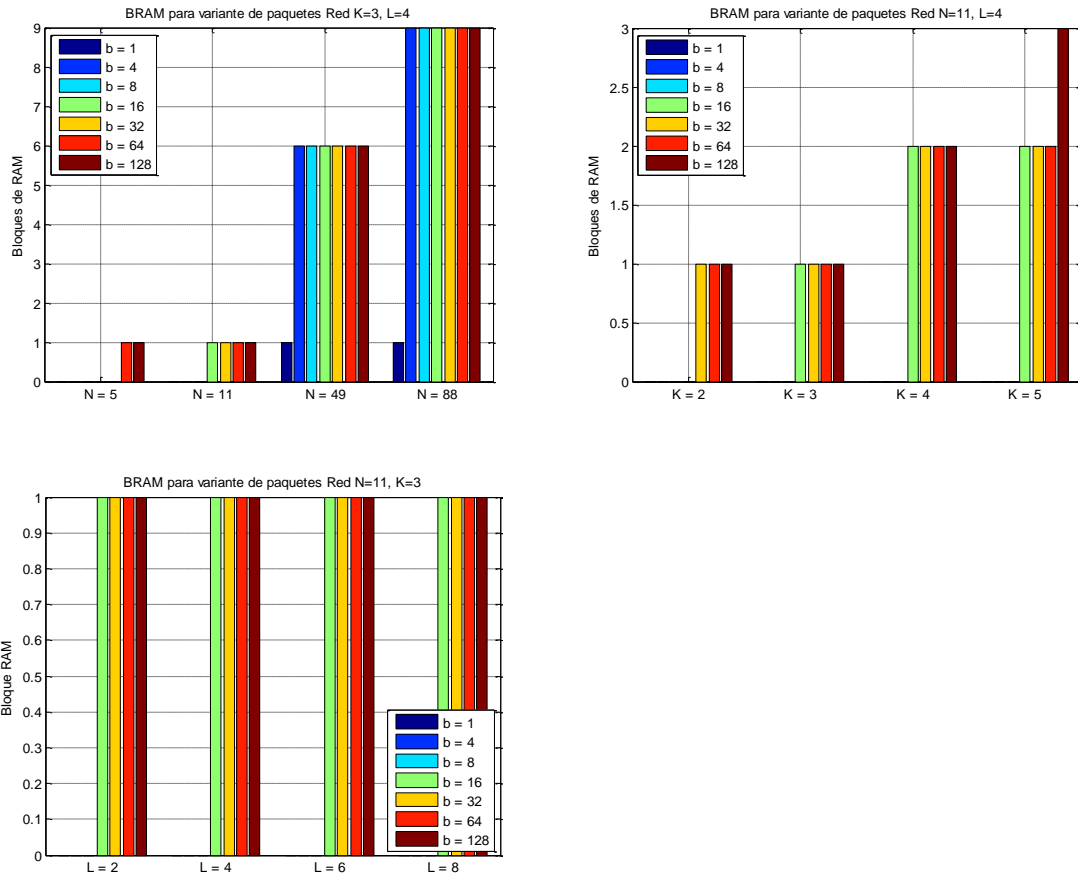 BRAM para variante de paquetes Red K=3, L=4
9
8
7
6
5
4
3
2
1
0
Bloques de RAM
b = 1
b = 4
b = 8
b = 16
b = 32
b = 64
b = 128
N = 5
N = 11
N = 49
N = 88
BRAM para variante de paquetes Red N=11, L=4
3
2.5
2
1.5
1
0.5
0
Bloques de RAM
b = 1
b = 4
b = 8
b = 16
b = 32
b = 64
b = 128
K = 2
K = 3
K = 4
K = 5
BRAM para variante de paquetes Red N=11, K=3
1
0.9
0.8
0.7
0.6
0.5
0.4
0.3
0.2
0.1
0
Bloque RAM
b = 1
b = 4
b = 8
b = 16
b = 32
b = 64
b = 128
L = 2
L = 4
L = 6
L = 8